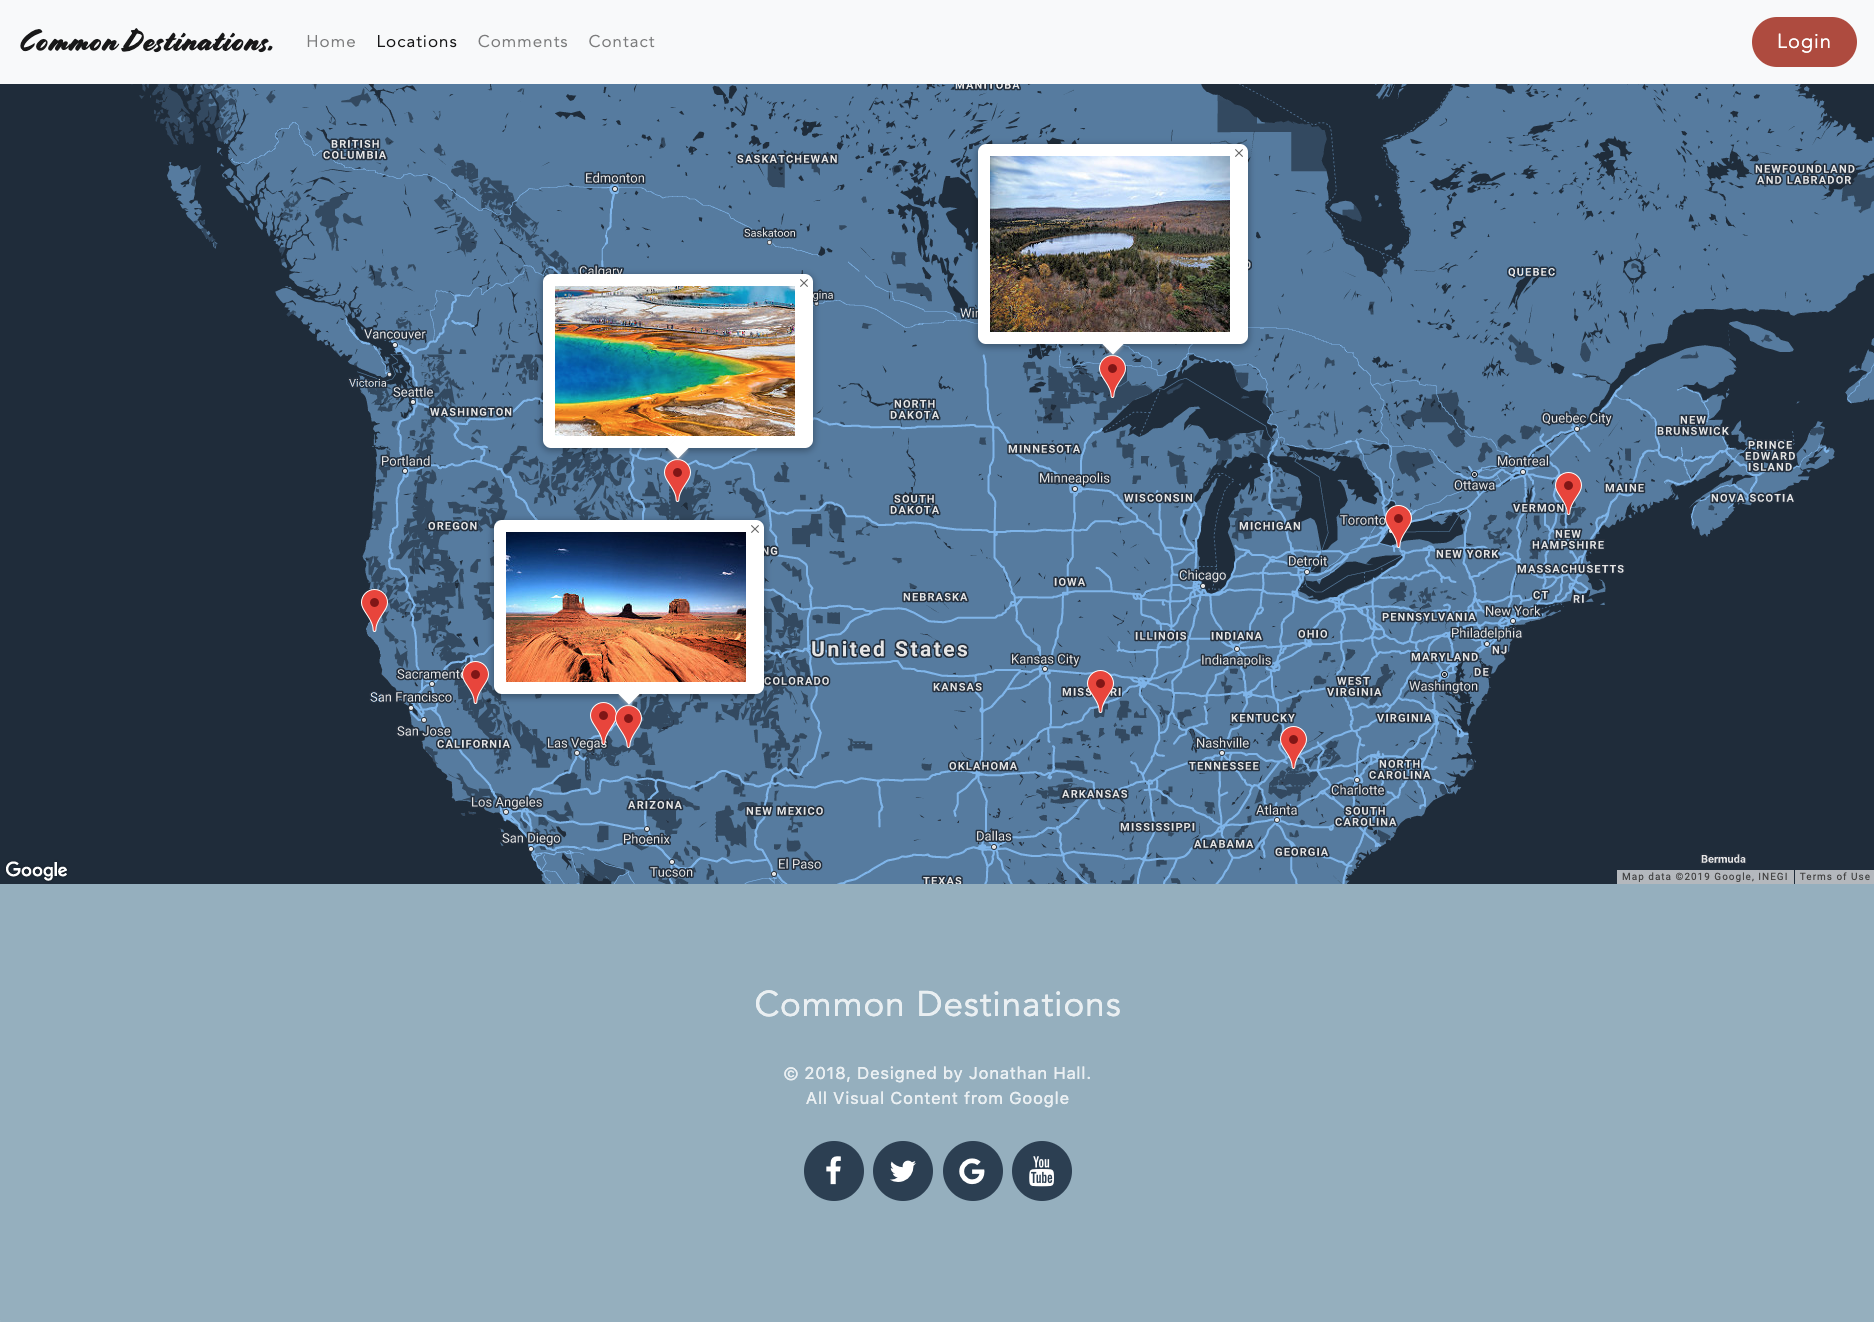 Common Destinations.
Home
Locations
Comments
Contact
Login
MANITOBA
BRITISH
COLUMBIA
SASKATCHEWAN
NEWFOUNDLAND
AND LABRADOR
Edmonton
Saskatoon
Calgary
QUEBEC
gina
Win
Vancouver
Victoria
Seattle
WASHINGTON
NORTH
DAKOTA
Quebec City
NEW
BRUNSWICK
PRINCE
EDWARD
ISLAND
MINNESOTA
Portland
Montreal
Minneapolis
Ottawa
MAINE
WISCONSIN
NOVA SCOTIA
SOUTH
DAKOTA
VERMON
OREGON
MICHIGAN
Toronto
NEW
HAMPSHIRE
NG
NEW YORK
Detroit
MASSACHUSETTS
Chicago
IOWA
NEBRASKA
CT
RI
New York
PENNSYLVANIA
ILLINOIS
INDIANA
OHIO
Philadelphia
United States
NJ
Kansas City
Indianapolis
MARYLAND
DE
Sacramento
COLORADO
KANSAS
MISS
RI
WEST
VIRGINIA
Washington
San Francisco
KENTUCKY
VIRGINIA
San Jose
CALIFORNIA
Las Vegas
Nashville
TENNESSEE
OKLAHOMA
NORTH
CAROLINA
Charlotte
ARKANSAS
Los Angeles
ARIZONA
NEW MEXICO
Atlanta
SOUTH
CAROLINA
MISSISSIPPI
San Diego
Phoenix
Dallas
ALABAMA
GEORGIA
El Paso
Tucson
TEXAS
Bermuda
Google
Map data ©2019 Google, INEGI
Terms of Use
Common Destinations
© 2018, Designed by Jonathan Hall.
All Visual Content from Google
You
Tube